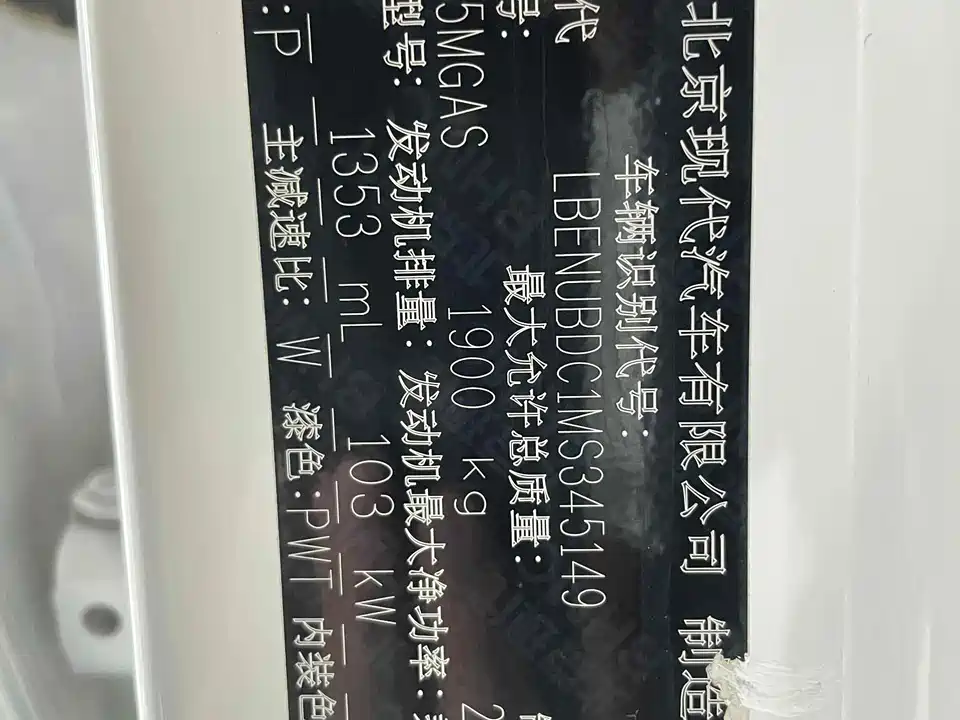 北京现代汽车有限公司 制造
车辆识别代号:
代 LBENUBDC1MS345149
号: 最大允许总质量:
5MGAS 1900 kg 2
型号: 发动机排量: 发动机最大净功率:
1353 mL 103 kW
:P 主减速比: W 漆色:PWT 内装色